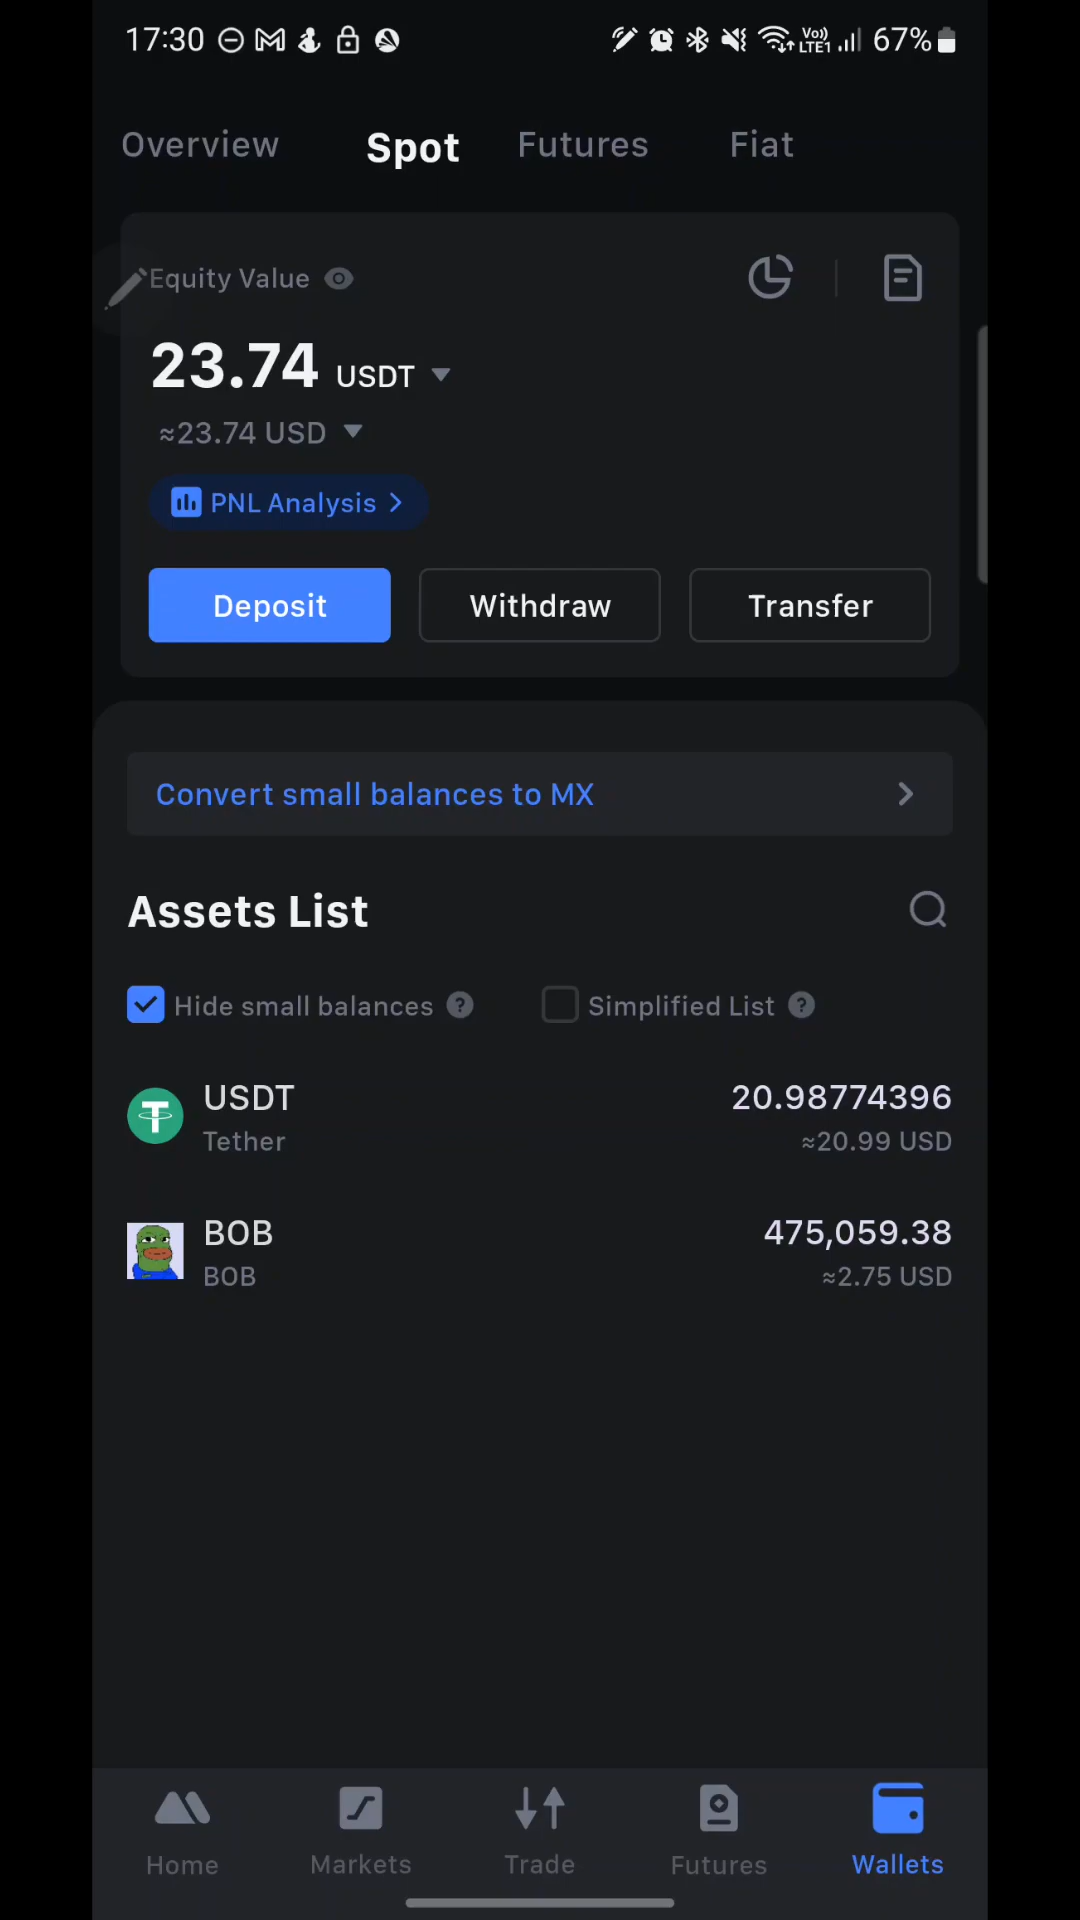 17:30 Vo)) LTE1 67%
Overview Spot Futures Fiat
Equity Value
23.74 USDT
≈23.74 USD
PNL Analysis
Deposit Withdraw Transfer
Convert small balances to MX
Assets List
Hide small balances ? Simplified List ?
USDT 20.98774396
Tether ≈20.99 USD
BOB 475,059.38
BOB ≈2.75 USD
Home Markets Trade Futures Wallets